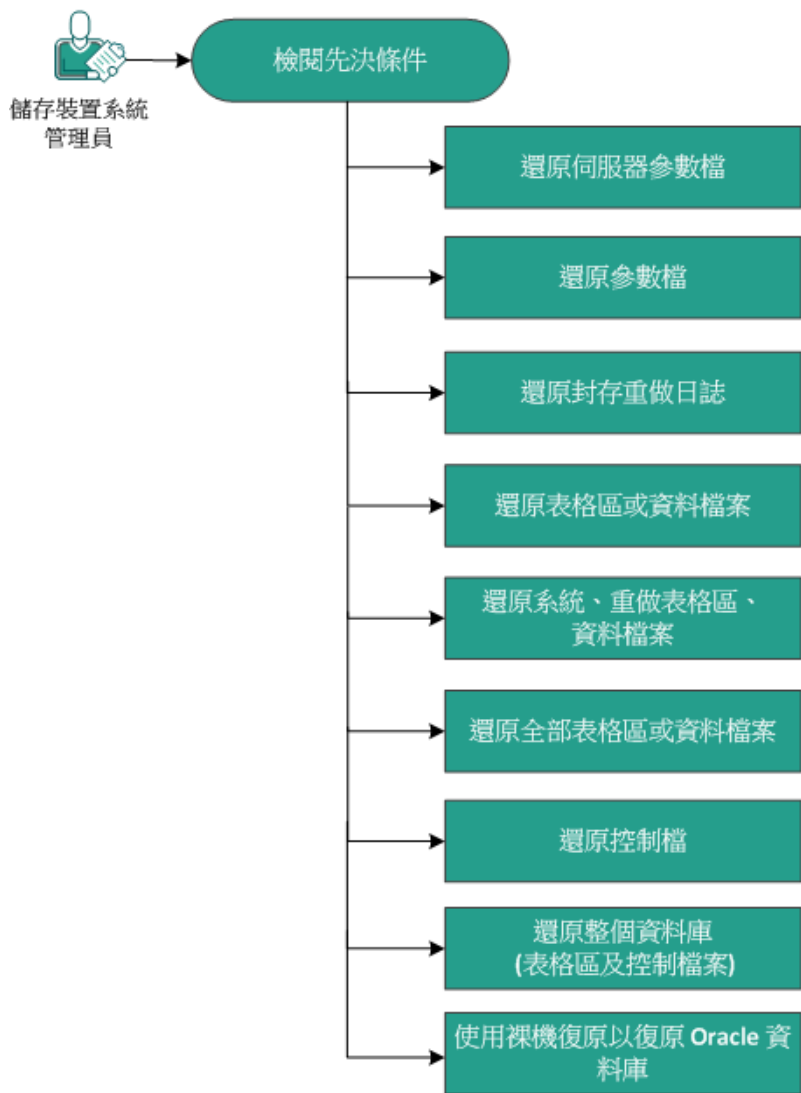 檢閱先決條件
儲存裝置系統
管理員
還原伺服器參數檔
還原參數檔
還原封存重做日誌
還原表格區或資料檔案
還原系統、重做表格區、
資料檔案
還原全部表格區或資料檔案
還原控制檔
還原整個資料庫
(表格區及控制檔案)
使用裸機復原以復原 Oracle 資
料庫